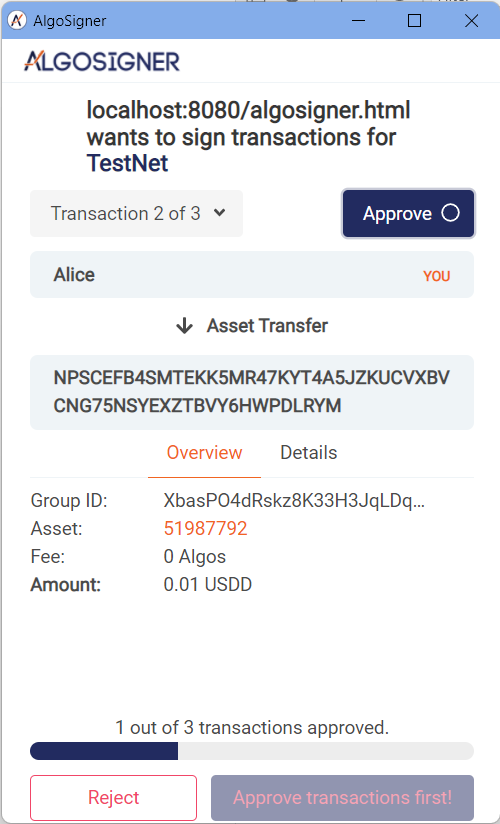 AlgoSigner
ALGOSIGNER
localhost:8080/algosigner.html
wants to sign transactions for
TestNet
Transaction 2 of 3
Approve
Alice
YOU
Asset Transfer
NPSCEFB4SMTEKK5MR47KYT4A5JZKUCVXBV
CNG75NSYEXZTBVY6HWPDLRYM
Overview
Details
Group ID: XbasPO4dRskz8K33H3JqLDq...
Asset: 51987792
Fee: 0 Algos
Amount: 0.01 USDD
1 out of 3 transactions approved.
Reject
Approve transactions first!